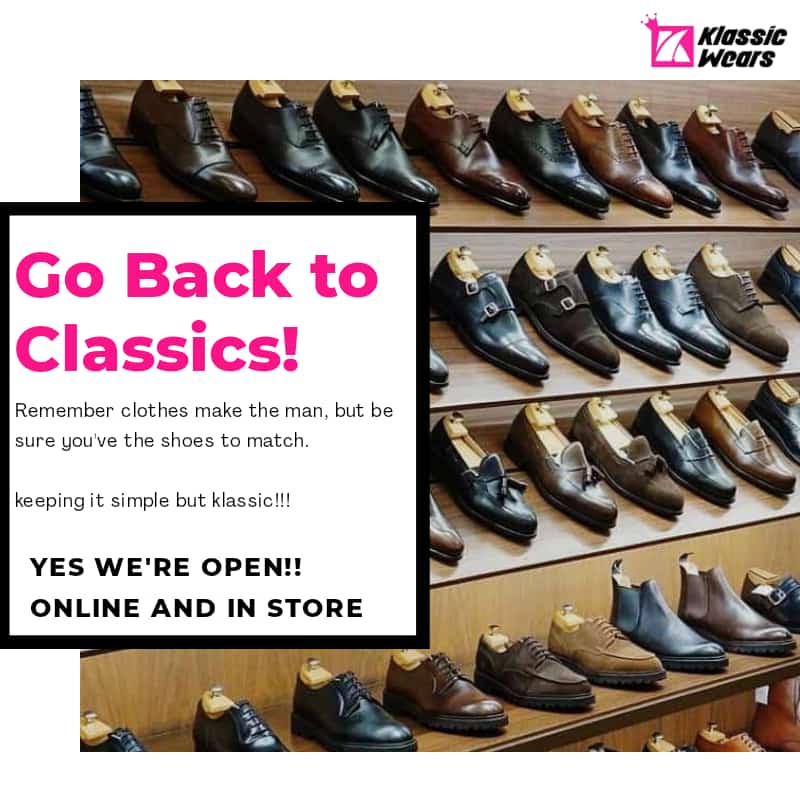 Klassic
Wears
Go Back to
Classics!
Remember clothes make the man, but be
sure you've the shoes to match.
keeping it simple but klassic!!!
YES WE'RE OPEN!!
ONLINE AND IN STORE